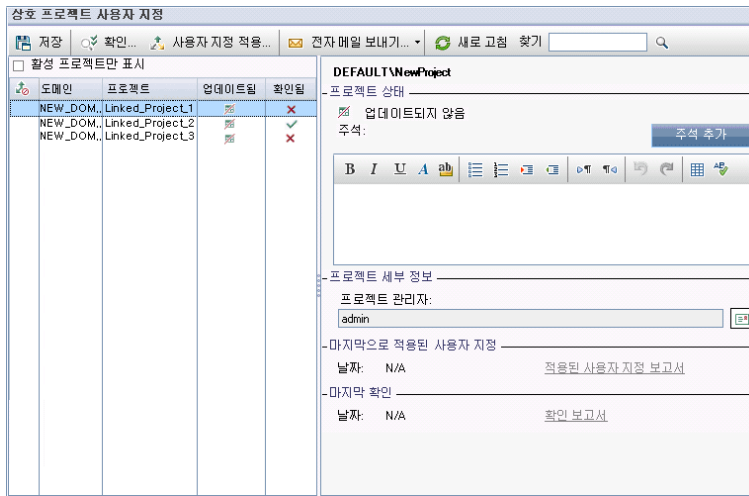 상호 프로젝트 사용자 지정
저장 확인... 사용자 지정 적용... 전자 메일 보내기... 새로 고침 찾기
활성 프로젝트만 표시
도메인 프로젝트 업데이트됨 확인됨
NEW_DOM.. Linked_Project_1
NEW_DOM.. Linked_Project_2
NEW_DOM.. Linked_Project_3
DEFAULT\NewProject
프로젝트 상태
업데이트되지 않음
주석:
주석 추가
B I U A ab
프로젝트 세부 정보
프로젝트 관리자:
admin
마지막으로 적용된 사용자 지정
날짜: N/A 적용된 사용자 지정 보고서
마지막 확인
날짜: N/A 확인 보고서